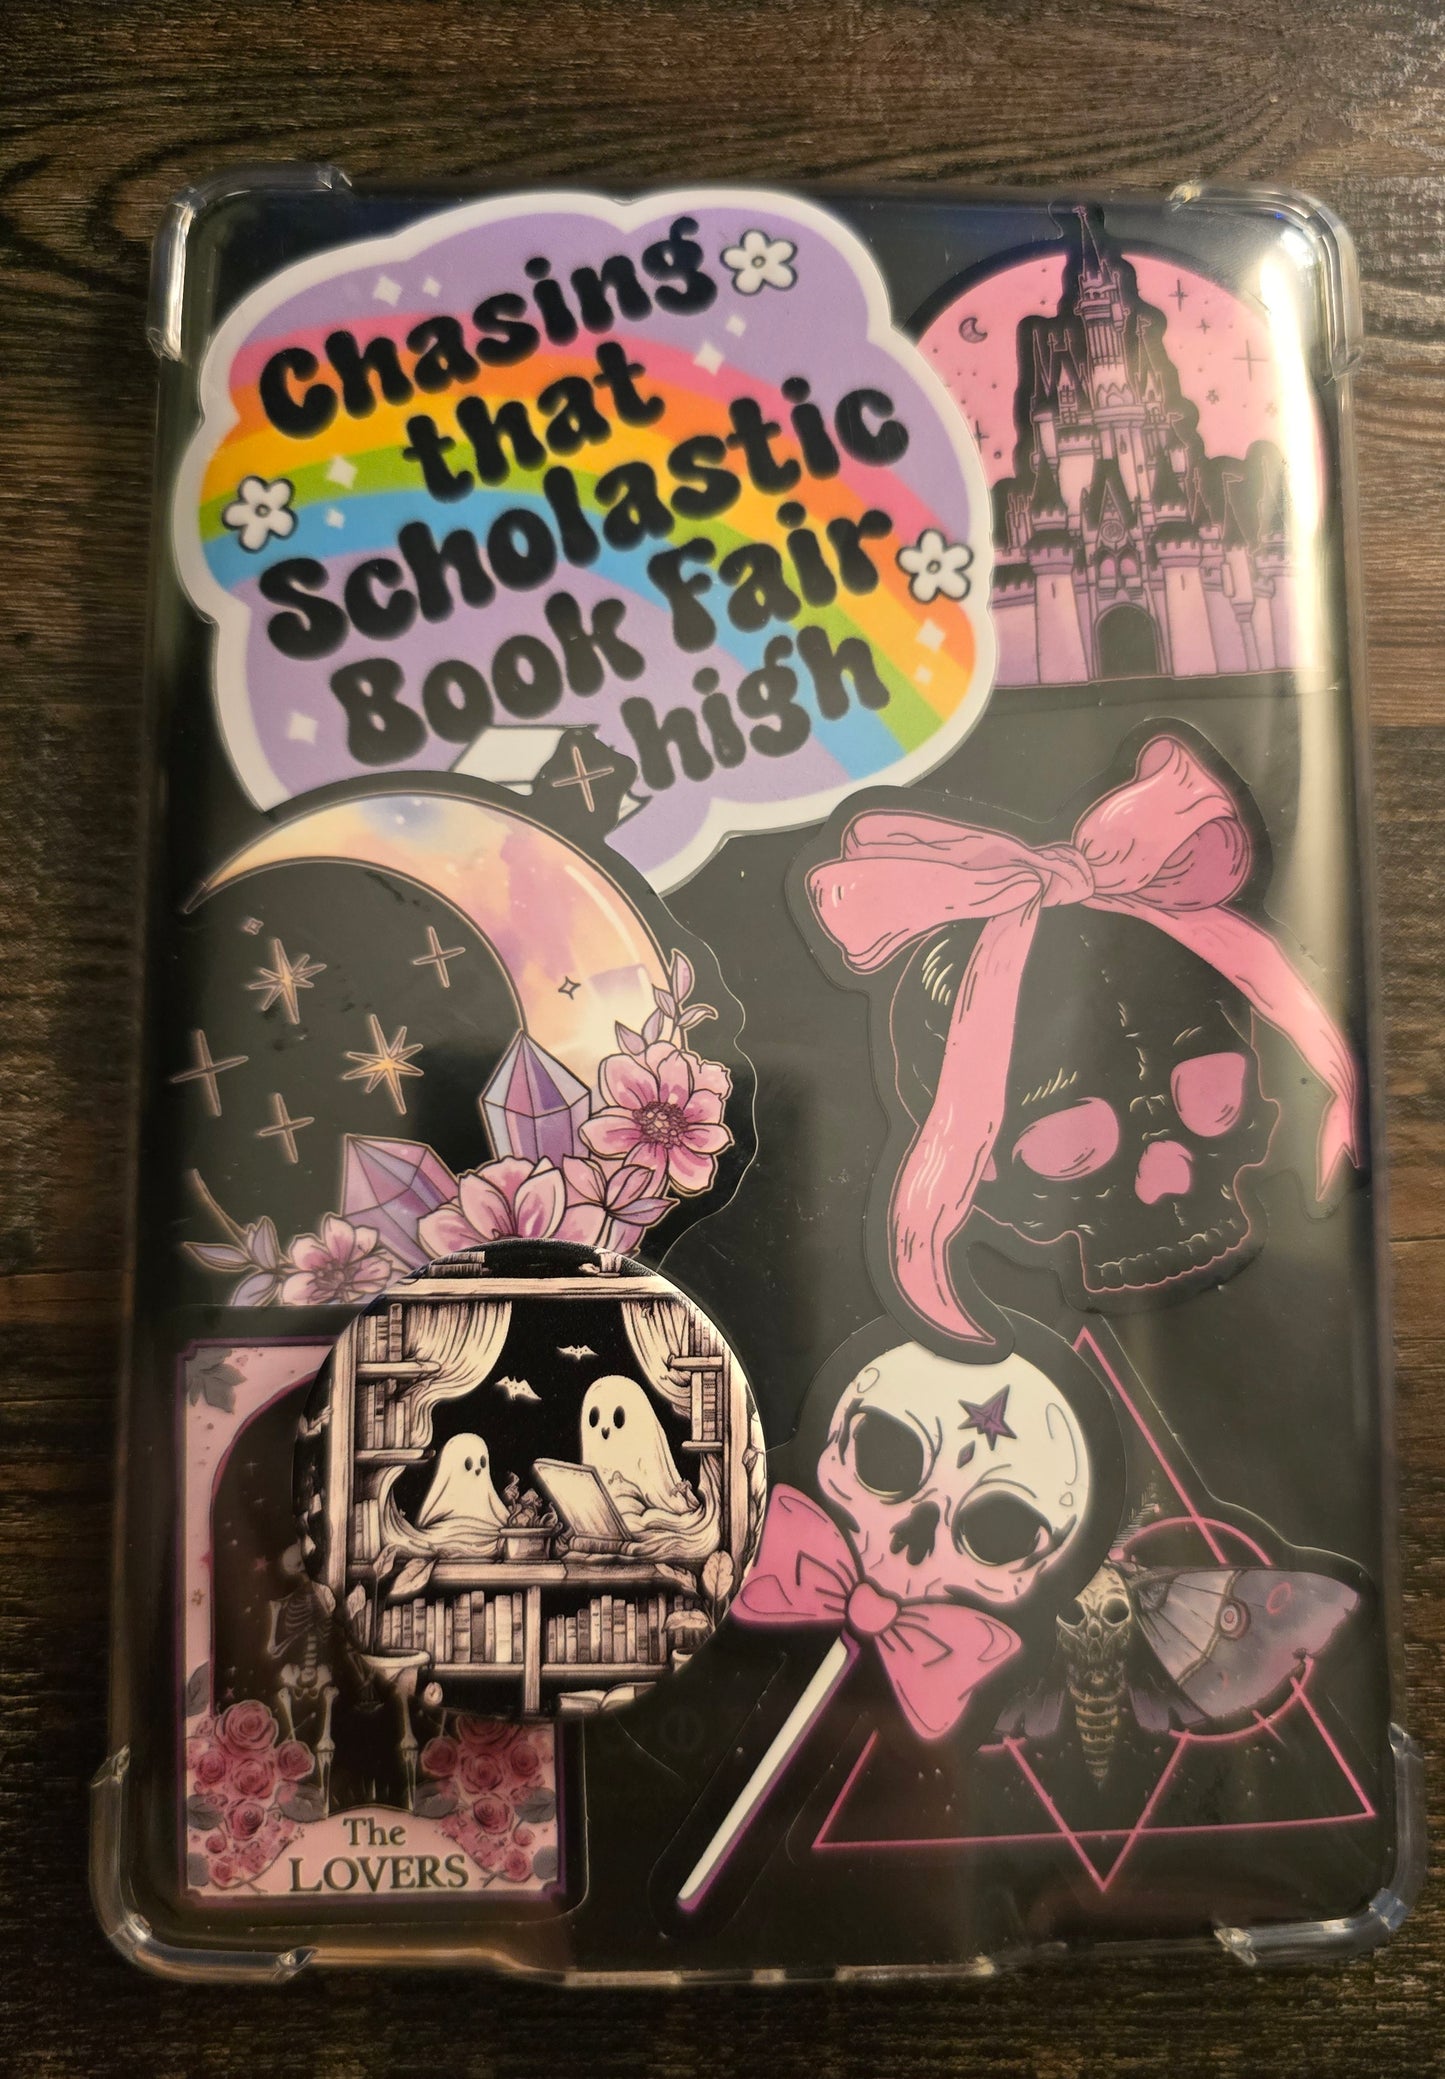 Chasing
that
Scholastic
Book Fair
high
The
LOVERS